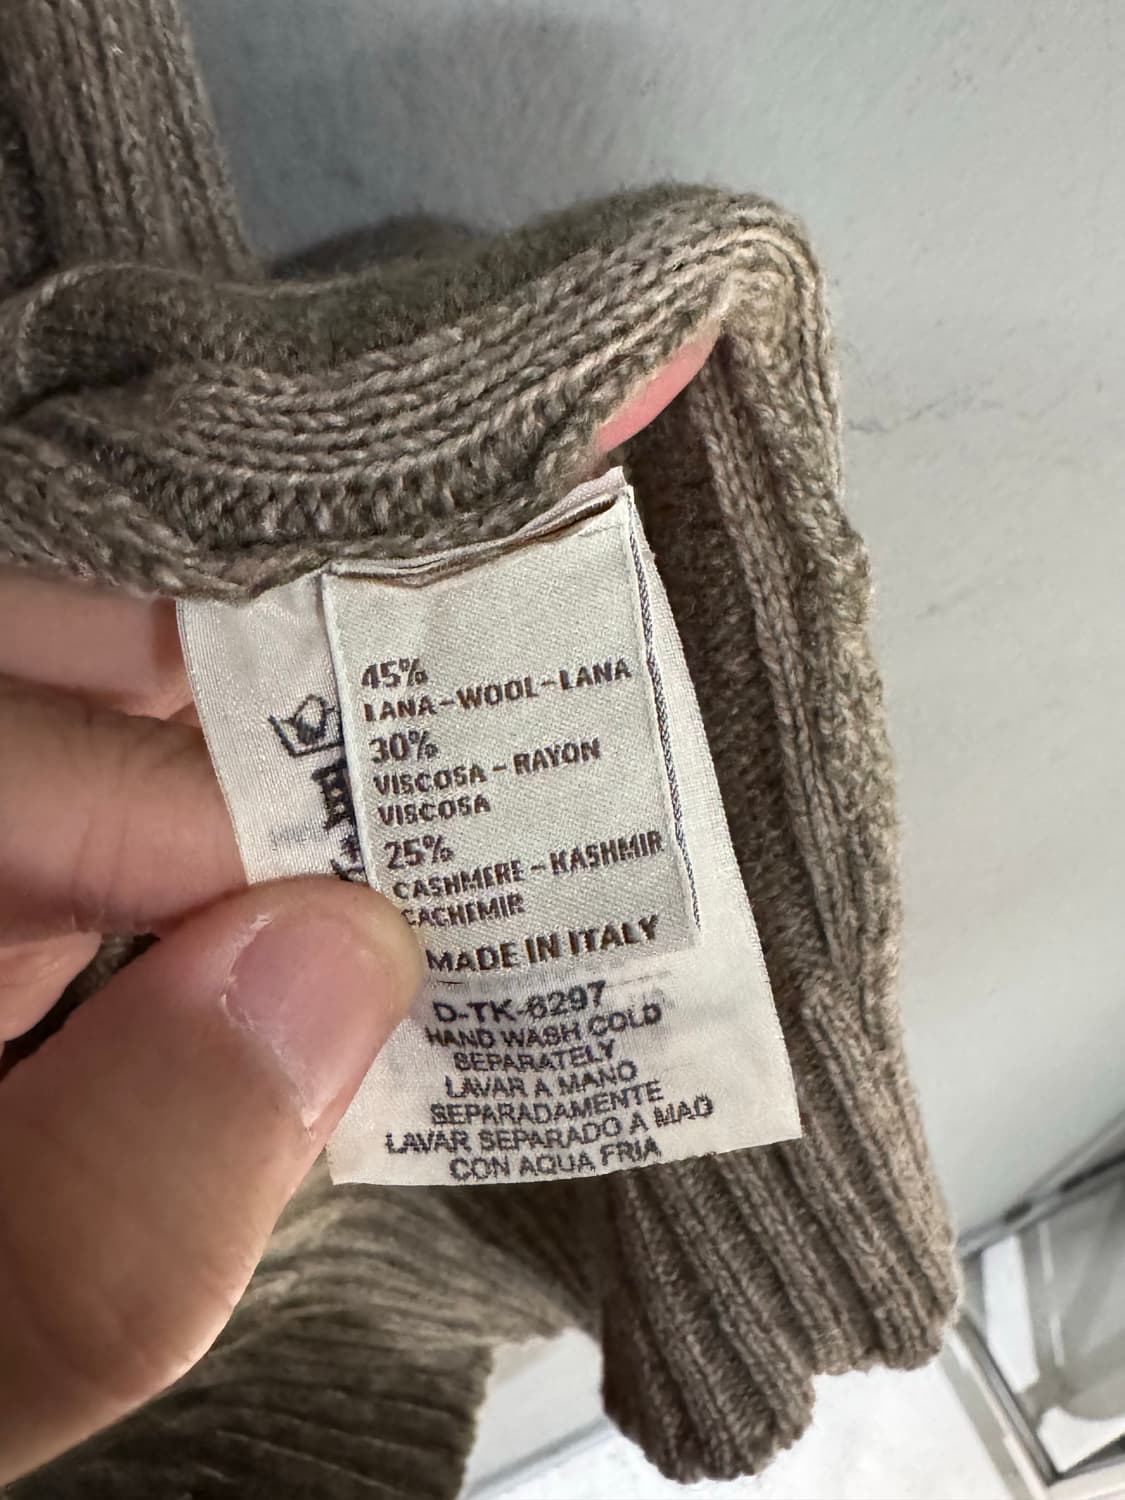 45%
LANA-WOOL-LANA
30%
VISCOSA-RAYON
VISCOSA
25%
CASHMERE-KASHMIR
CACHEMIR
MADE IN ITALY
D-TK-6297
HAND WASH COLD
SEPARATELY
LAVAR A MANO
SEPARADAMENTE
LAVAR SEPARADO A MAO
CON AQUA FRIA